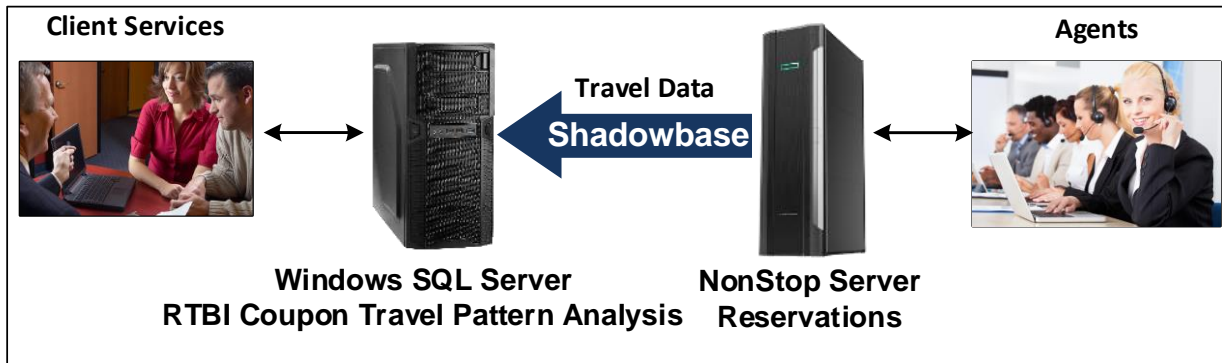 Client Services
Agents
Travel Data
Shadowbase
Windows SQL Server
RTBI Coupon Travel Pattern Analysis
NonStop Server
Reservations